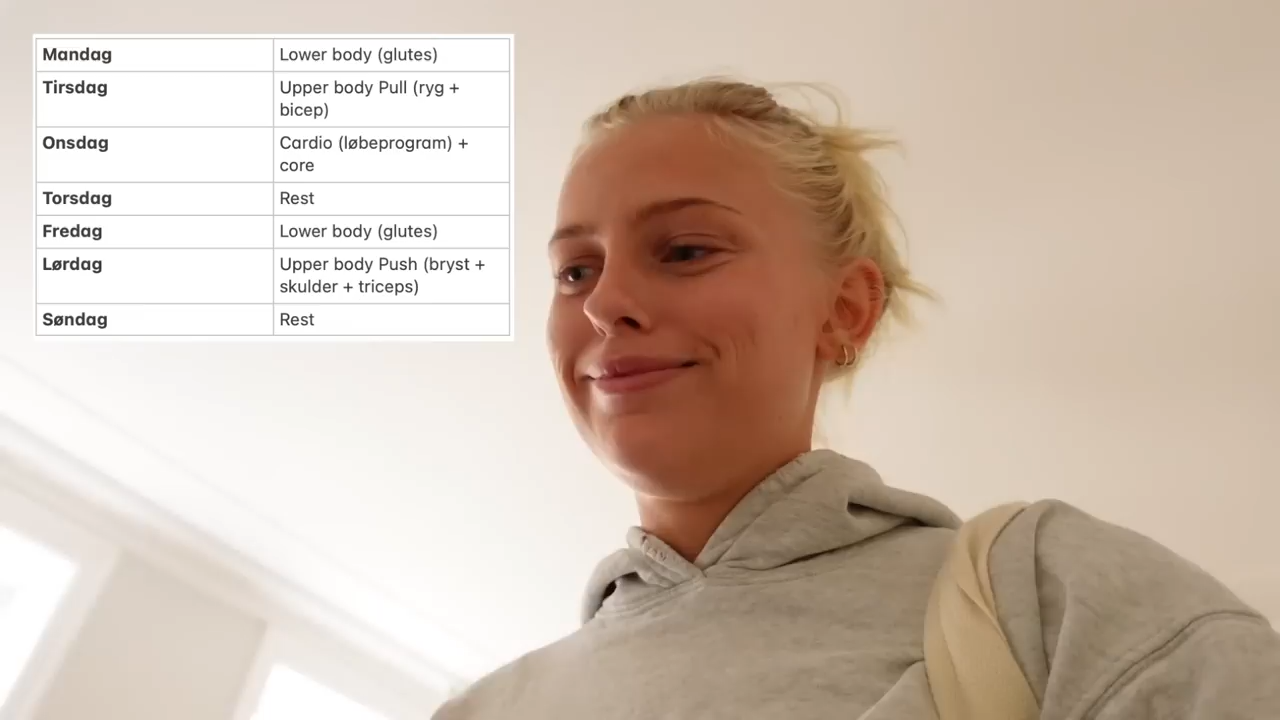 Mandag Lower body (glutes)
Tirsdag Upper body Pull (ryg +
bicep)
Onsdag Cardio (løbeprogram) +
core
Torsdag Rest
Fredag Lower body (glutes)
Lørdag Upper body Push (bryst +
skulder + triceps)
Søndag Rest